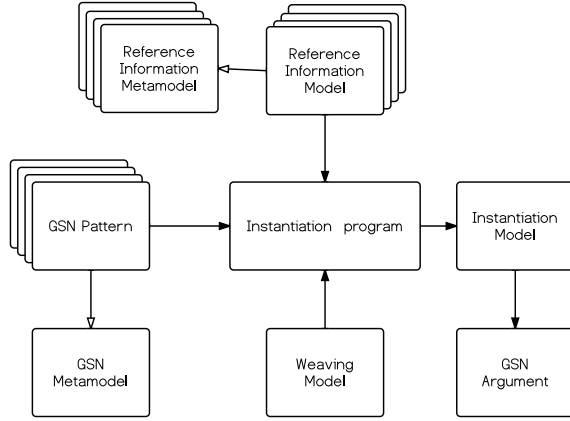 Reference
Information
Metamodel
Reference
Information
Model
GSN Pattern
Instantiation program
Instantiation
Model
GSN
Metamodel
Weaving
Model
GSN
Argument